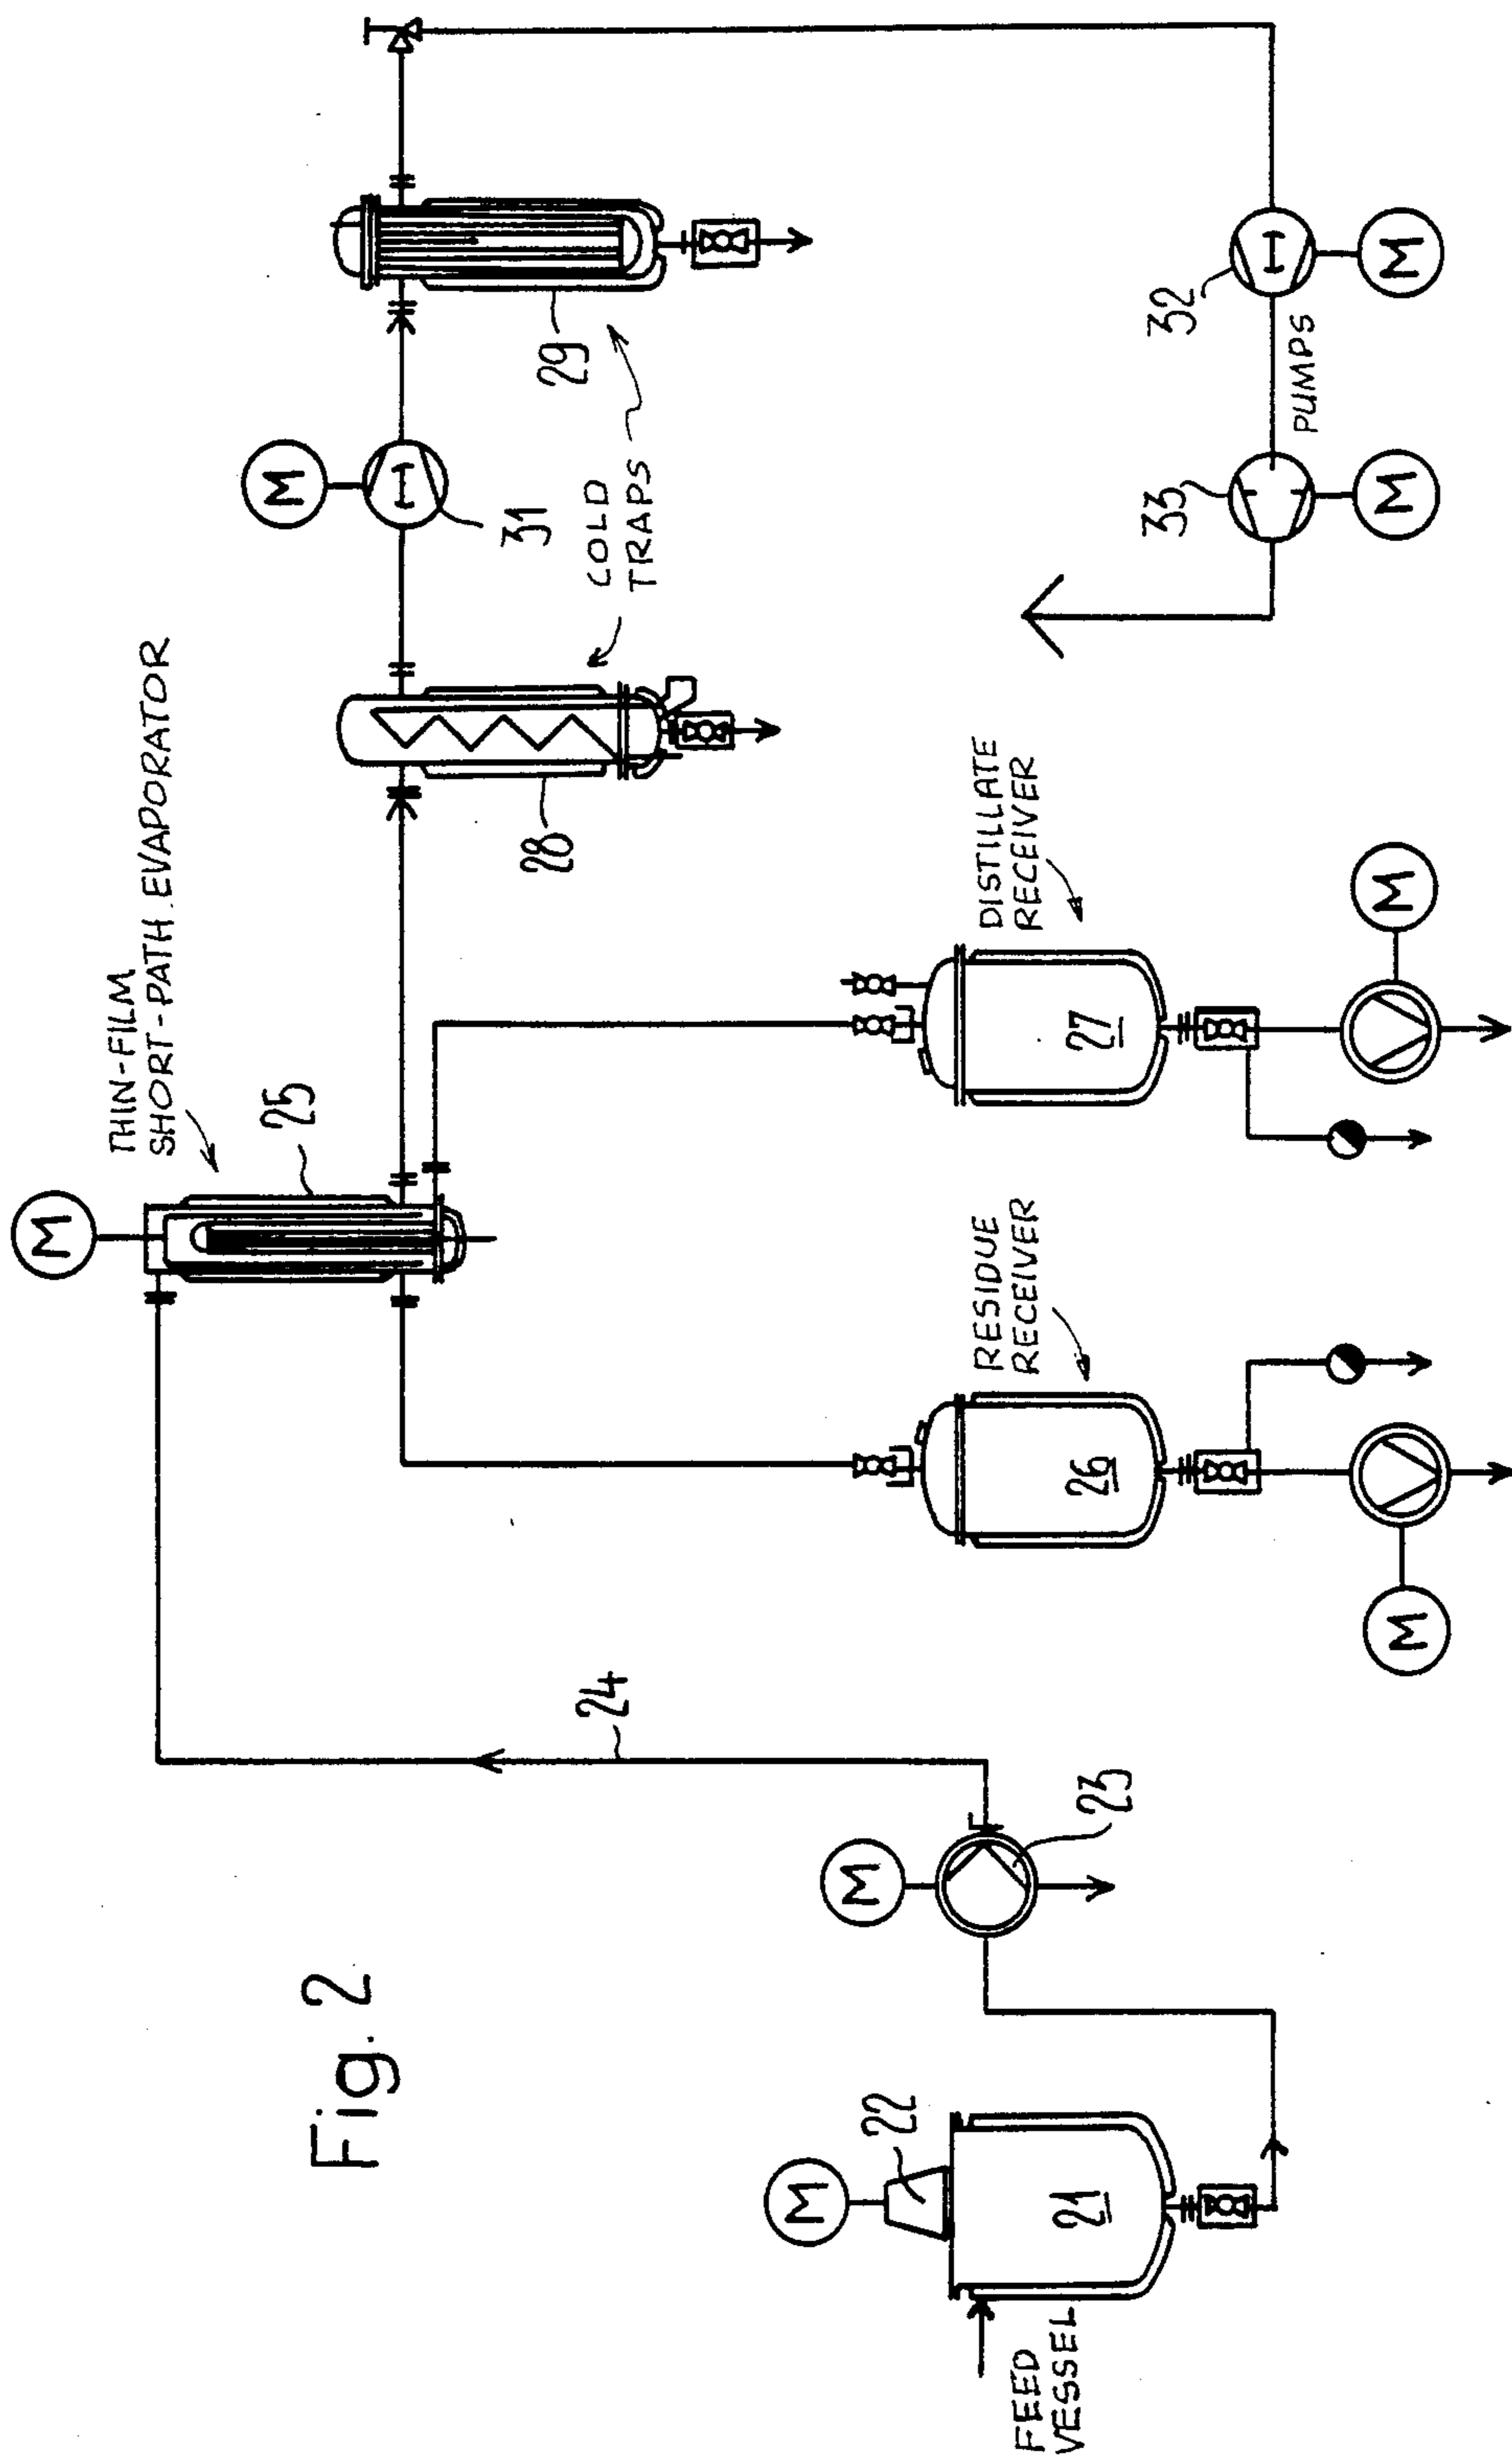 Fig. 2
FEED
VESSEL
21
22
M
23
M
24
THIN-FILM
SHORT-PATH EVAPORATOR
25
M
RESIDUE
RECEIVER
26
M
DISTILLATE
RECEIVER
27
M
COLD
TRAPS
28
29
31
M
PUMPS
32
M
33
M